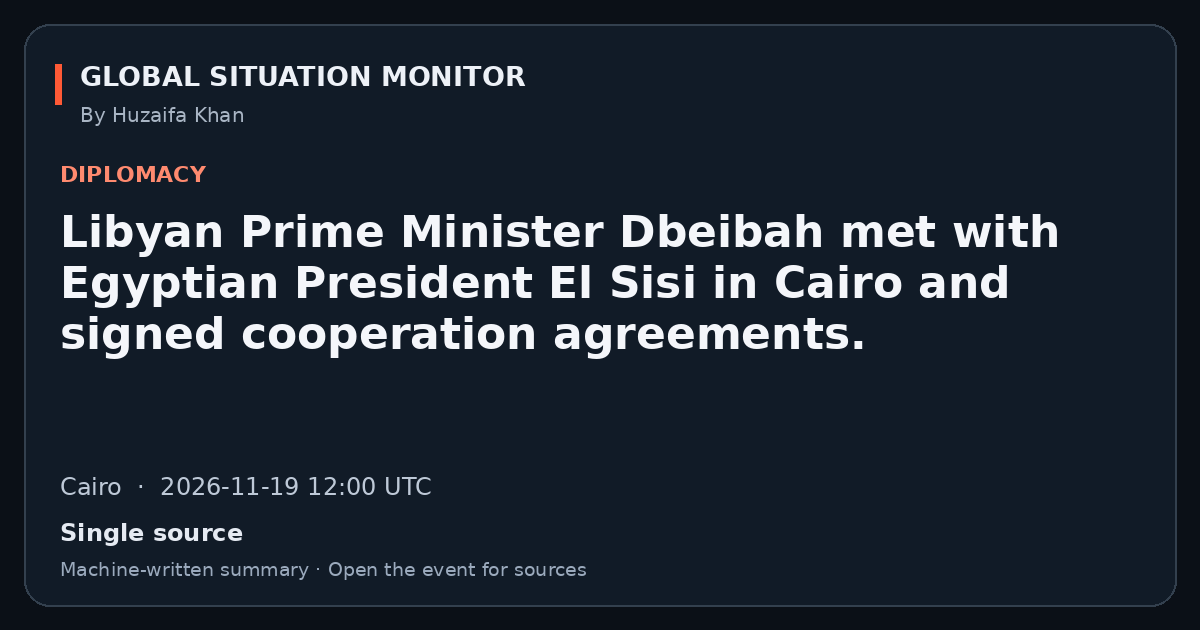 GLOBAL SITUATION MONITOR
By Huzaifa Khan
DIPLOMACY
Libyan Prime Minister Dbeibah met with
Egyptian President El Sisi in Cairo and
signed cooperation agreements.
Cairo · 2026-11-19 12:00 UTC
Single source
Machine-written summary · Open the event for sources